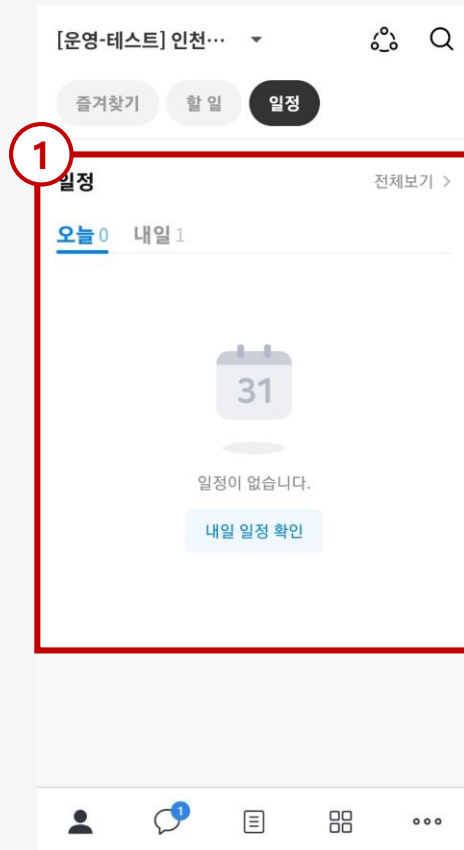 [운영-테스트] 인천…
즐겨찾기 할 일 일정
1
일정 전체보기 >
오늘 0 내일 1
31
일정이 없습니다.
내일 일정 확인
1